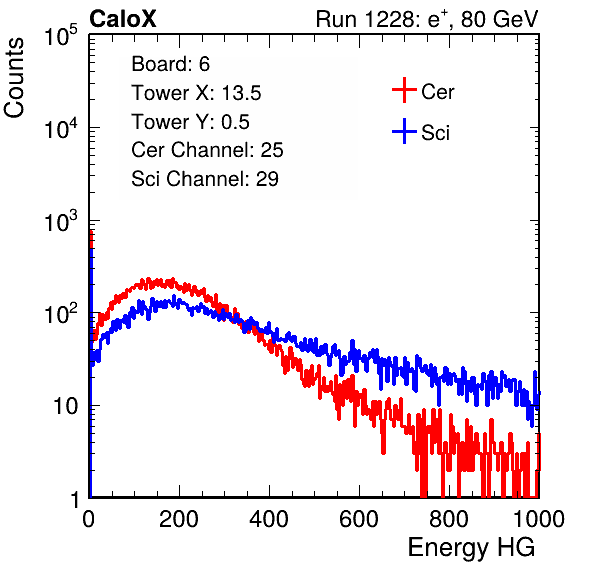 CaloX Run 1228: e⁺, 80 GeV
Counts
Board: 6
Tower X: 13.5
Tower Y: 0.5
Cer Channel: 25
Sci Channel: 29
Cer
Sci
10⁵
10⁴
10³
10²
10
1
0 200 400 600 800 1000
Energy HG